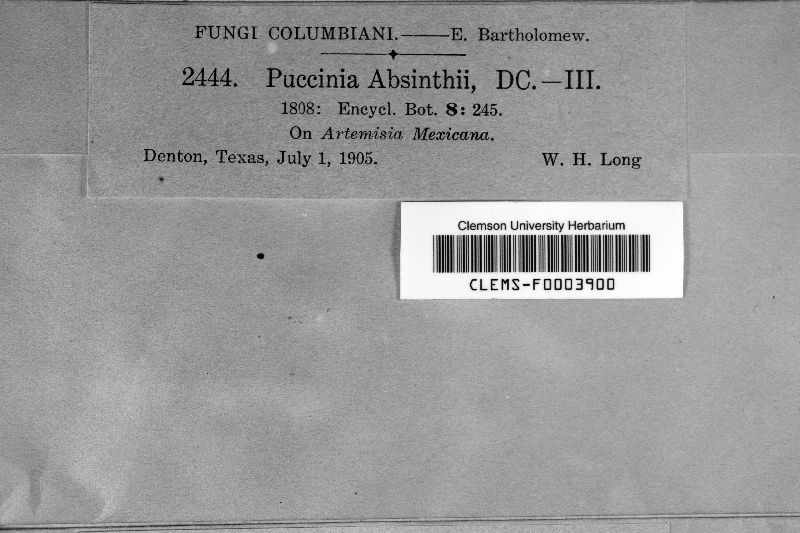 FUNGI COLUMBIANI.——E. Bartholomew.
2444. Puccinia Absinthii, DC.—III.
1808: Encycl. Bot. 8: 245.
On Artemisia Mexicana.
Denton, Texas, July 1, 1905. W. H. Long
Clemson University Herbarium
CLEMS-F0003900